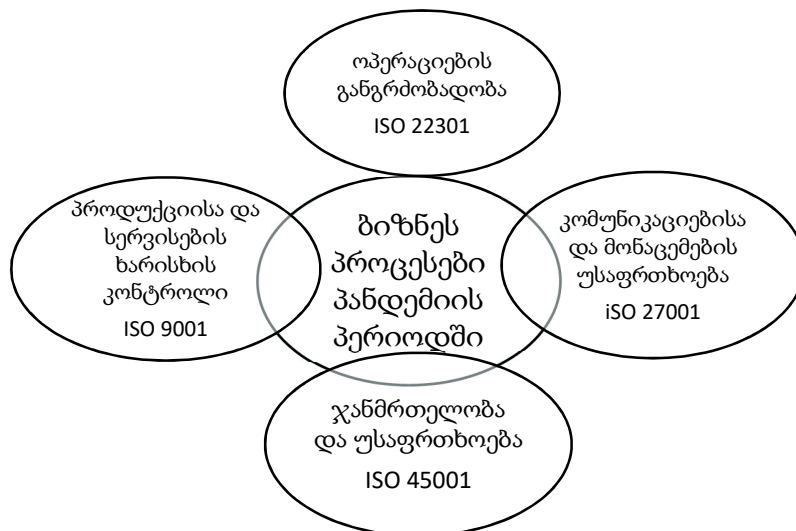 ოპერაციების
განგრძობადობა
ISO 22301
პროდუქციისა და
სერვისების
ხარისხის
კონტროლი
ISO 9001
ბიზნეს
პროცესები
პანდემიის
პერიოდში
კომუნიკაციებისა
და მონაცემების
უსაფრთხოება
iSO 27001
ჯანმრთელობა
და უსაფრთხოება
ISO 45001